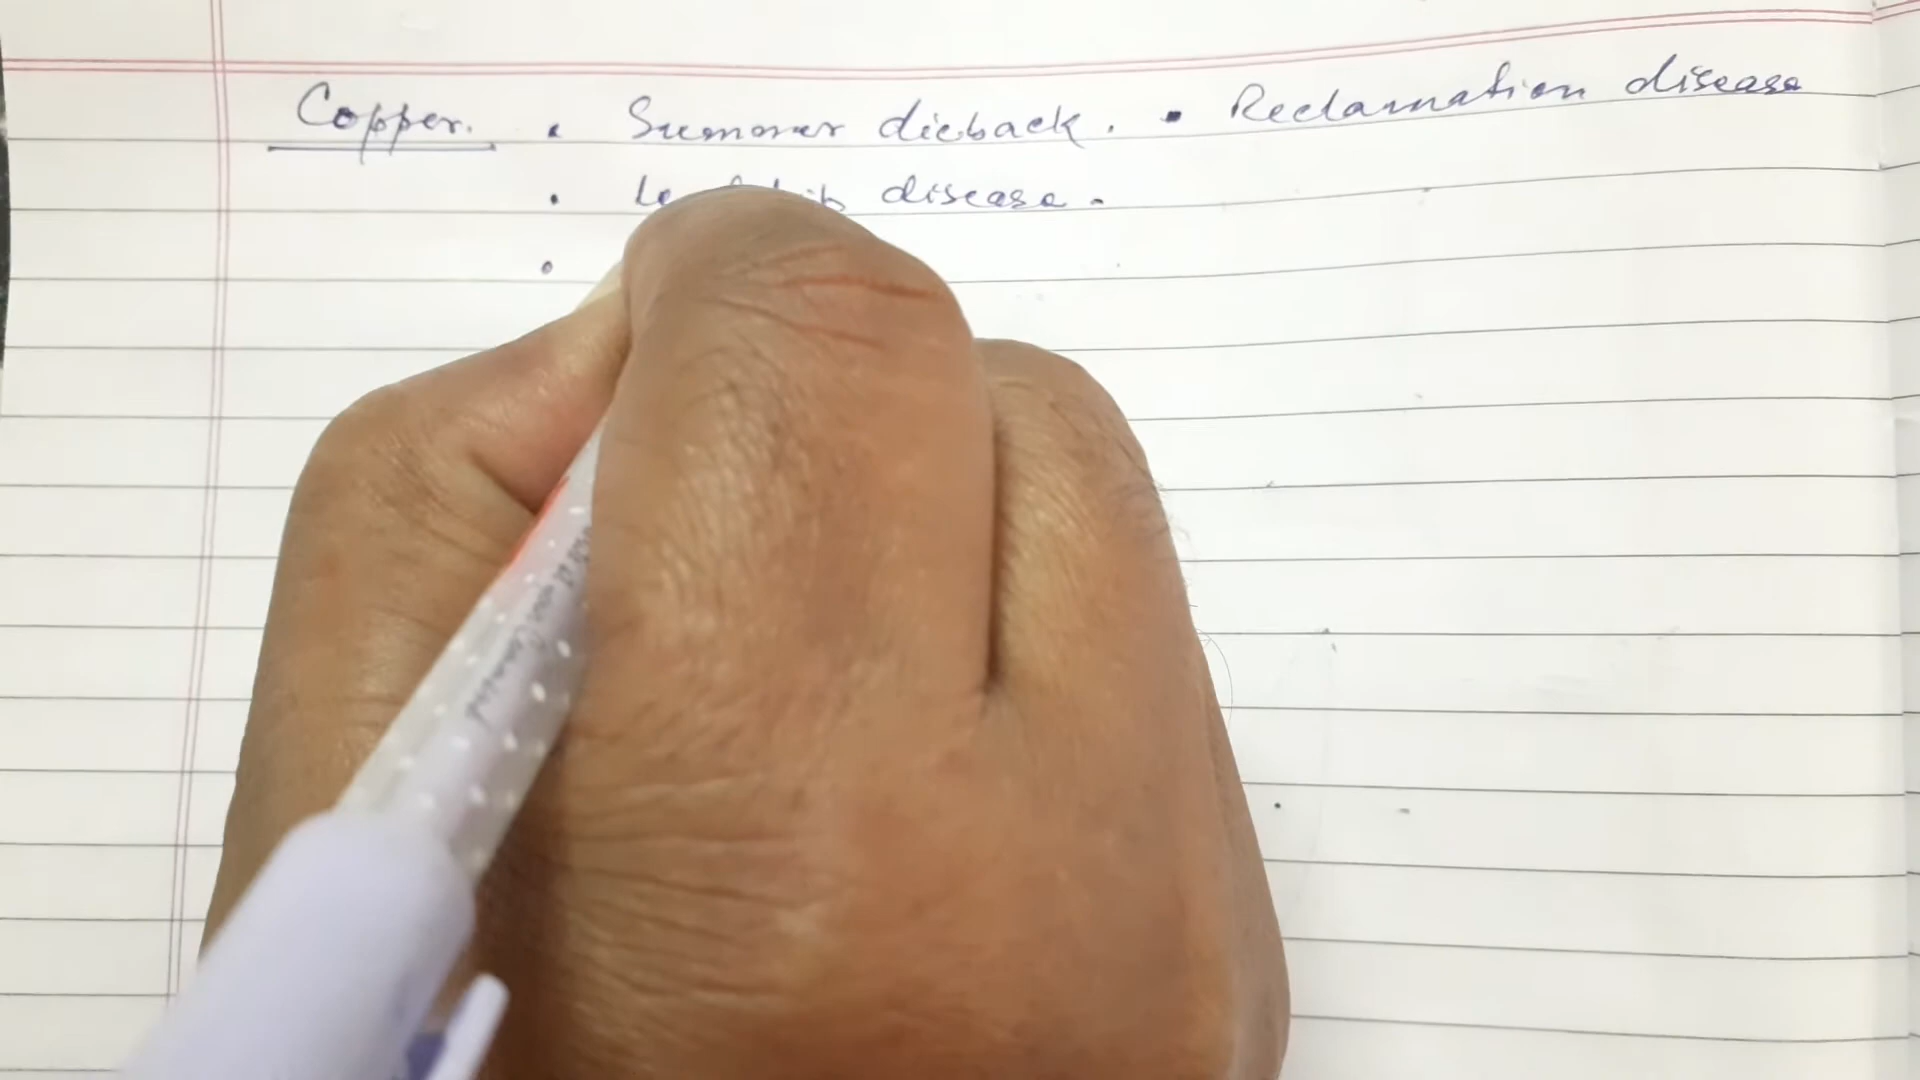 Copper. • Summer dieback. • Reclamation disease
• disease.
•